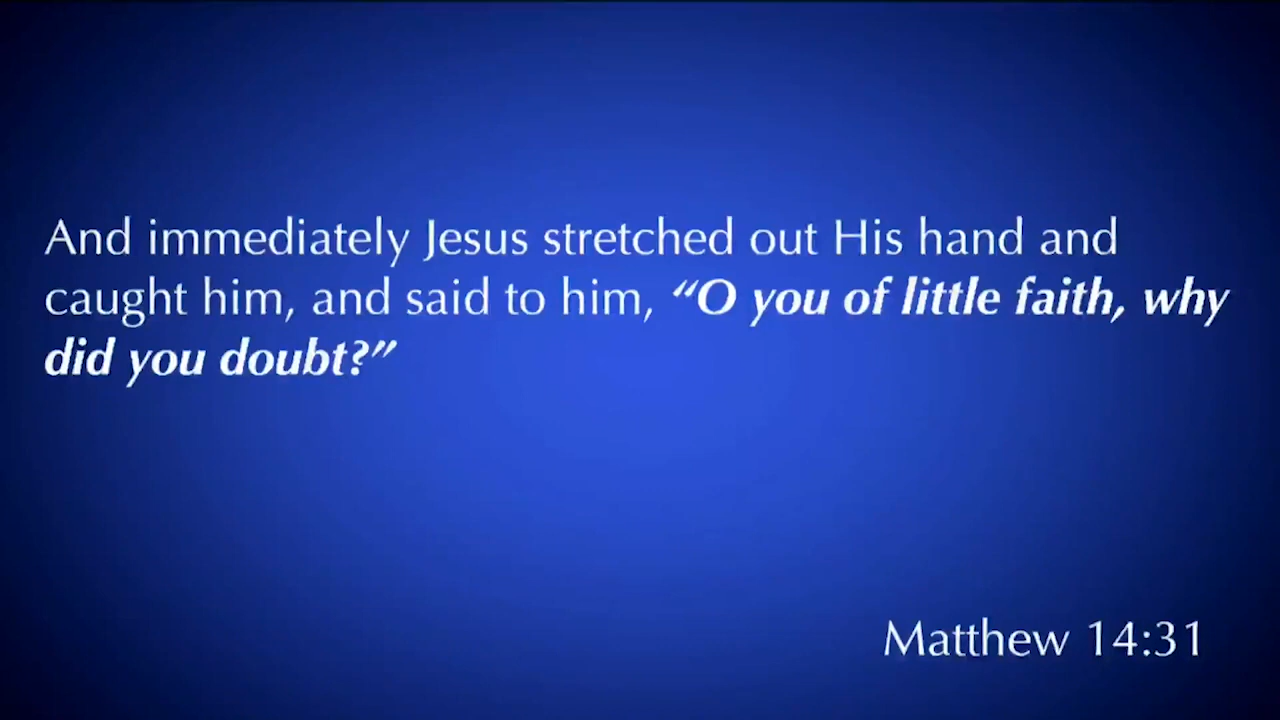 And immediately Jesus stretched out His hand and
caught him, and said to him, “O you of little faith, why
did you doubt?”
Matthew 14:31